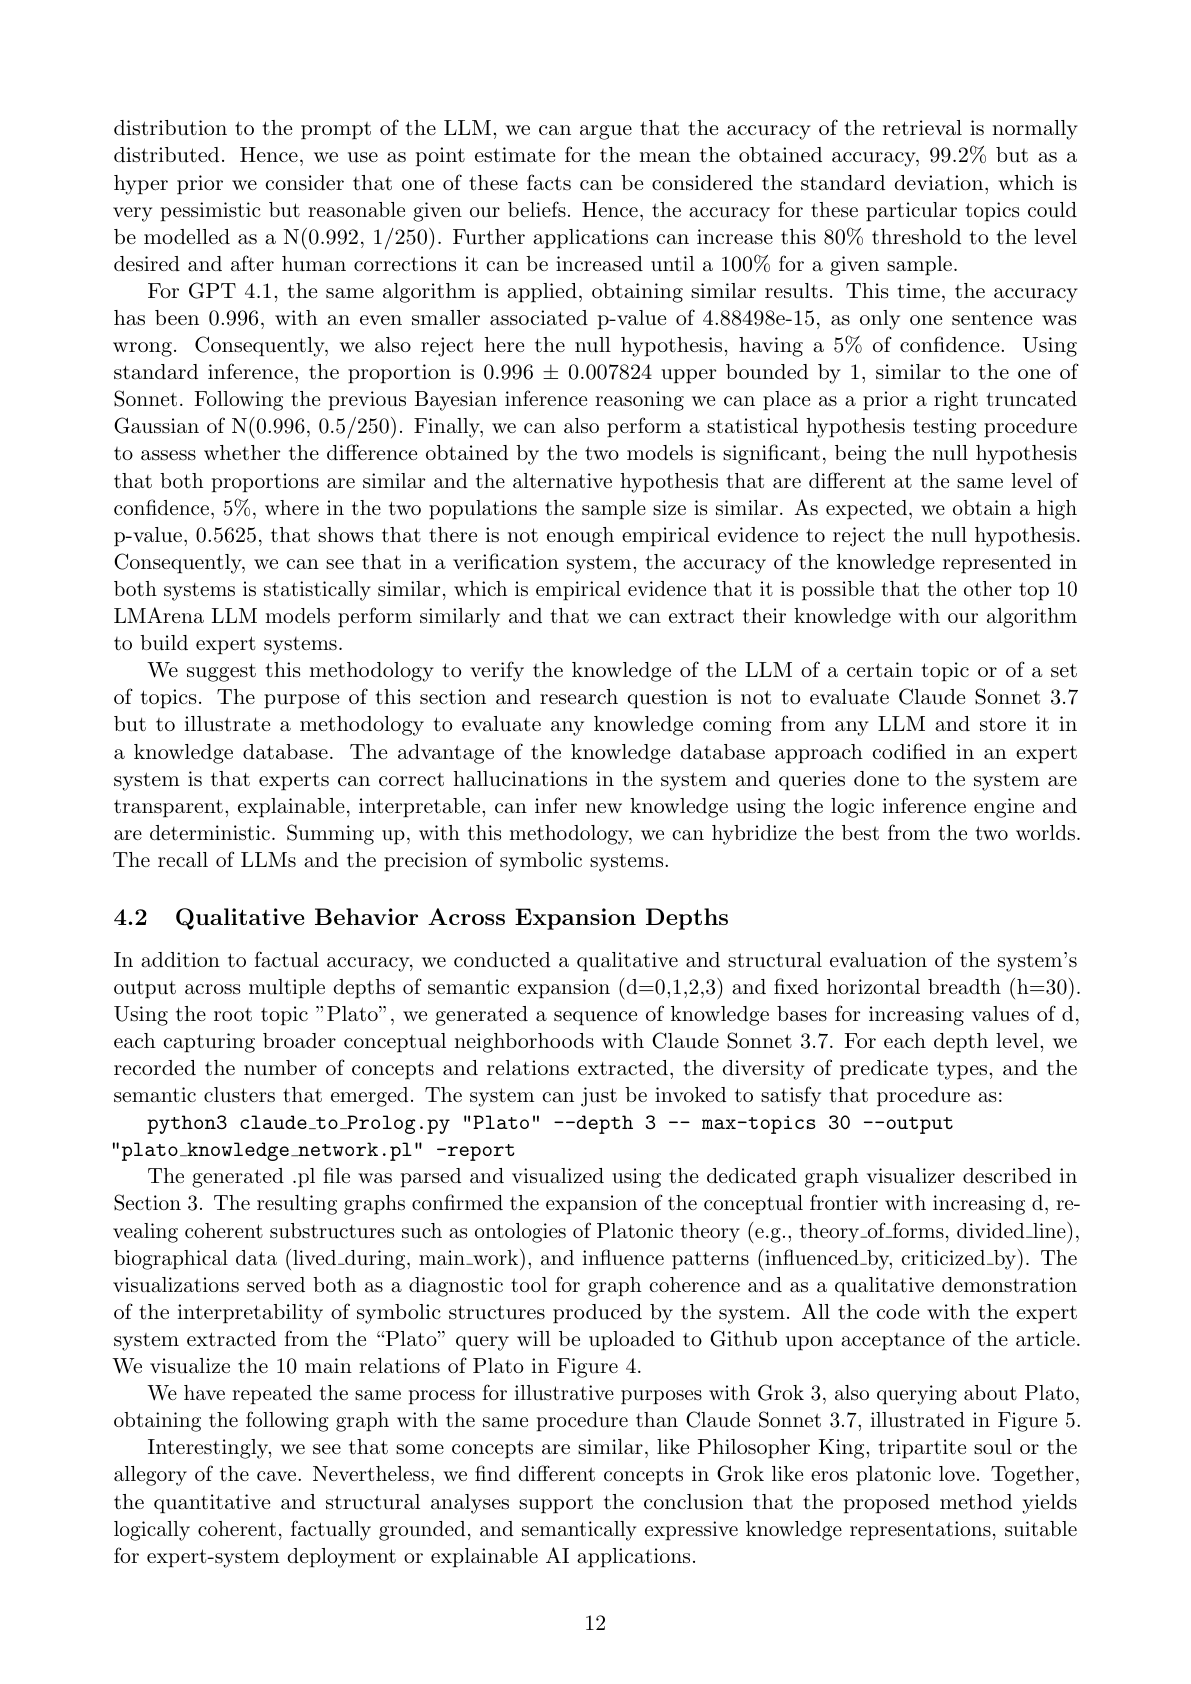 distribution to the prompt of the LLM, we can argue that the accuracy of the retrieval is normally
distributed. Hence, we use as point estimate for the mean the obtained accuracy, 99.2% but as a
hyper prior we consider that one of these facts can be considered the standard deviation, which is
very pessimistic but reasonable given our beliefs. Hence, the accuracy for these particular topics could
be modelled as a N(0.992, 1/250). Further applications can increase this 80% threshold to the level
desired and after human corrections it can be increased until a 100% for a given sample.
For GPT 4.1, the same algorithm is applied, obtaining similar results. This time, the accuracy
has been 0.996, with an even smaller associated p-value of 4.88498e-15, as only one sentence was
wrong. Consequently, we also reject here the null hypothesis, having a 5% of confidence. Using
standard inference, the proportion is 0.996 ± 0.007824 upper bounded by 1, similar to the one of
Sonnet. Following the previous Bayesian inference reasoning we can place as a prior a right truncated
Gaussian of N(0.996, 0.5/250). Finally, we can also perform a statistical hypothesis testing procedure
to assess whether the difference obtained by the two models is significant, being the null hypothesis
that both proportions are similar and the alternative hypothesis that are different at the same level of
confidence, 5%, where in the two populations the sample size is similar. As expected, we obtain a high
p-value, 0.5625, that shows that there is not enough empirical evidence to reject the null hypothesis.
Consequently, we can see that in a verification system, the accuracy of the knowledge represented in
both systems is statistically similar, which is empirical evidence that it is possible that the other top 10
LMArena LLM models perform similarly and that we can extract their knowledge with our algorithm
to build expert systems.
We suggest this methodology to verify the knowledge of the LLM of a certain topic or of a set
of topics. The purpose of this section and research question is not to evaluate Claude Sonnet 3.7
but to illustrate a methodology to evaluate any knowledge coming from any LLM and store it in
a knowledge database. The advantage of the knowledge database approach codified in an expert
system is that experts can correct hallucinations in the system and queries done to the system are
transparent, explainable, interpretable, can infer new knowledge using the logic inference engine and
are deterministic. Summing up, with this methodology, we can hybridize the best from the two worlds.
The recall of LLMs and the precision of symbolic systems.
4.2 Qualitative Behavior Across Expansion Depths
In addition to factual accuracy, we conducted a qualitative and structural evaluation of the system's
output across multiple depths of semantic expansion (d=0,1,2,3) and fixed horizontal breadth (h=30).
Using the root topic ”Plato”, we generated a sequence of knowledge bases for increasing values of d,
each capturing broader conceptual neighborhoods with Claude Sonnet 3.7. For each depth level, we
recorded the number of concepts and relations extracted, the diversity of predicate types, and the
semantic clusters that emerged. The system can just be invoked to satisfy that procedure as:
python3 claude_to_Prolog.py "Plato" --depth 3 -- max-topics 30 --output
"plato_knowledge_network.pl" -report
The generated .pl file was parsed and visualized using the dedicated graph visualizer described in
Section 3. The resulting graphs confirmed the expansion of the conceptual frontier with increasing d, re-
vealing coherent substructures such as ontologies of Platonic theory (e.g., theory_of_forms, divided_line),
biographical data (lived_during, main_work), and influence patterns (influenced_by, criticized_by). The
visualizations served both as a diagnostic tool for graph coherence and as a qualitative demonstration
of the interpretability of symbolic structures produced by the system. All the code with the expert
system extracted from the “Plato” query will be uploaded to Github upon acceptance of the article.
We visualize the 10 main relations of Plato in Figure 4.
We have repeated the same process for illustrative purposes with Grok 3, also querying about Plato,
obtaining the following graph with the same procedure than Claude Sonnet 3.7, illustrated in Figure 5.
Interestingly, we see that some concepts are similar, like Philosopher King, tripartite soul or the
allegory of the cave. Nevertheless, we find different concepts in Grok like eros platonic love. Together,
the quantitative and structural analyses support the conclusion that the proposed method yields
logically coherent, factually grounded, and semantically expressive knowledge representations, suitable
for expert-system deployment or explainable AI applications.
12